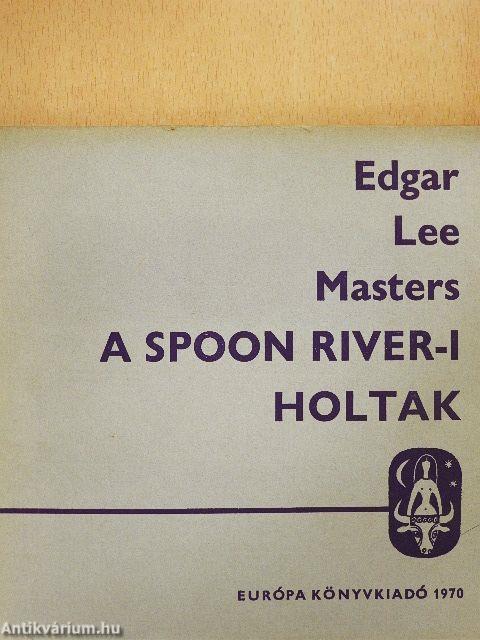 Edgar
Lee
Masters
A SPOON RIVER-I
HOLTAK
EURÓPA KÖNYVKIADÓ 1970
Antikvárium.hu